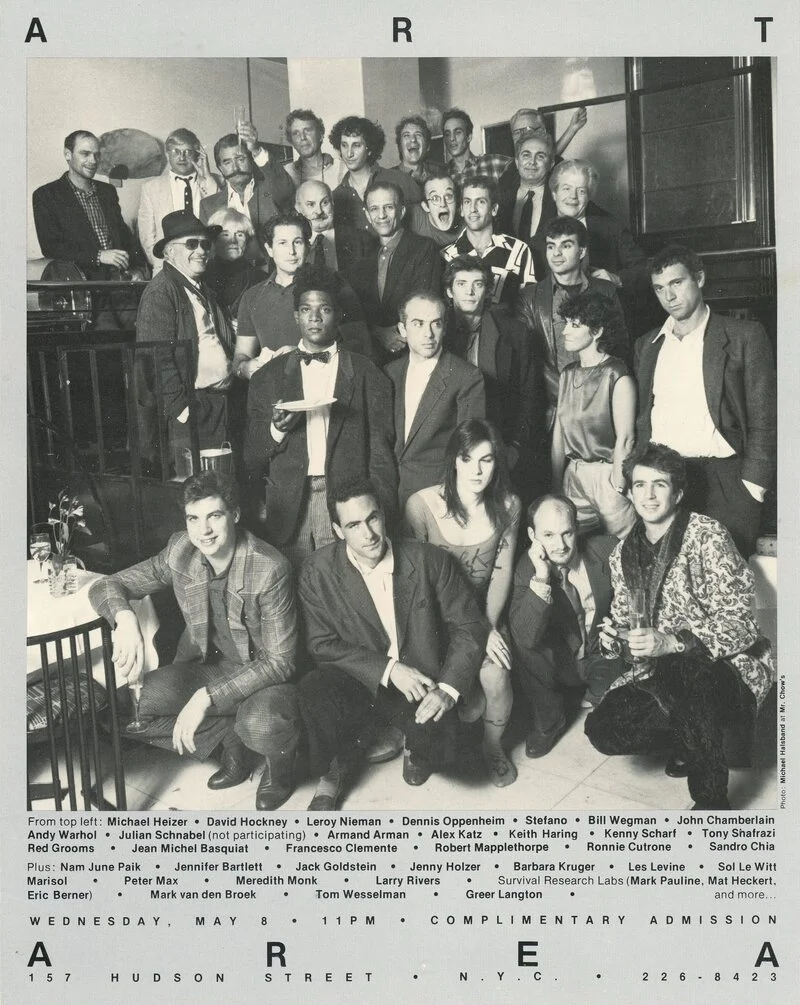 A R T
Photo: Michael Halsband at Mr. Chow's
From top left: Michael Heizer • David Hockney • Leroy Nieman • Dennis Oppenheim • Stefano • Bill Wegman • John Chamberlain
Andy Warhol • Julian Schnabel (not participating) • Armand Arman • Alex Katz • Keith Haring • Kenny Scharf • Tony Shafrazi
Red Grooms • Jean Michel Basquiat • Francesco Clemente • Robert Mapplethorpe • Ronnie Cutrone • Sandro Chia
Plus: Nam June Paik • Jennifer Bartlett • Jack Goldstein • Jenny Holzer • Barbara Kruger • Les Levine • Sol Le Witt
Marisol • Peter Max • Meredith Monk • Larry Rivers • Survival Research Labs (Mark Pauline, Mat Heckert,
Eric Berner) • Mark van den Broek • Tom Wesselman • Greer Langton • and more...
WEDNESDAY, MAY 8 • 11PM • COMPLIMENTARY ADMISSION
A R E A
157 HUDSON STREET • N.Y.C. • 226-8423